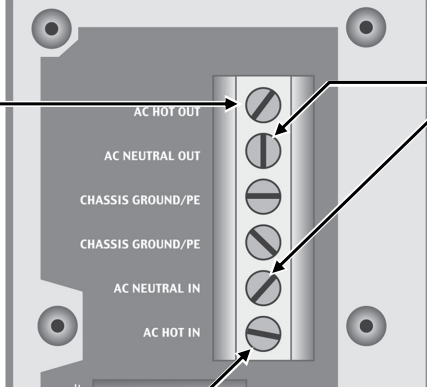 AC HOT OUT
AC NEUTRAL OUT
CHASSIS GROUND/PE
CHASSIS GROUND/PE
AC NEUTRAL IN
AC HOT IN